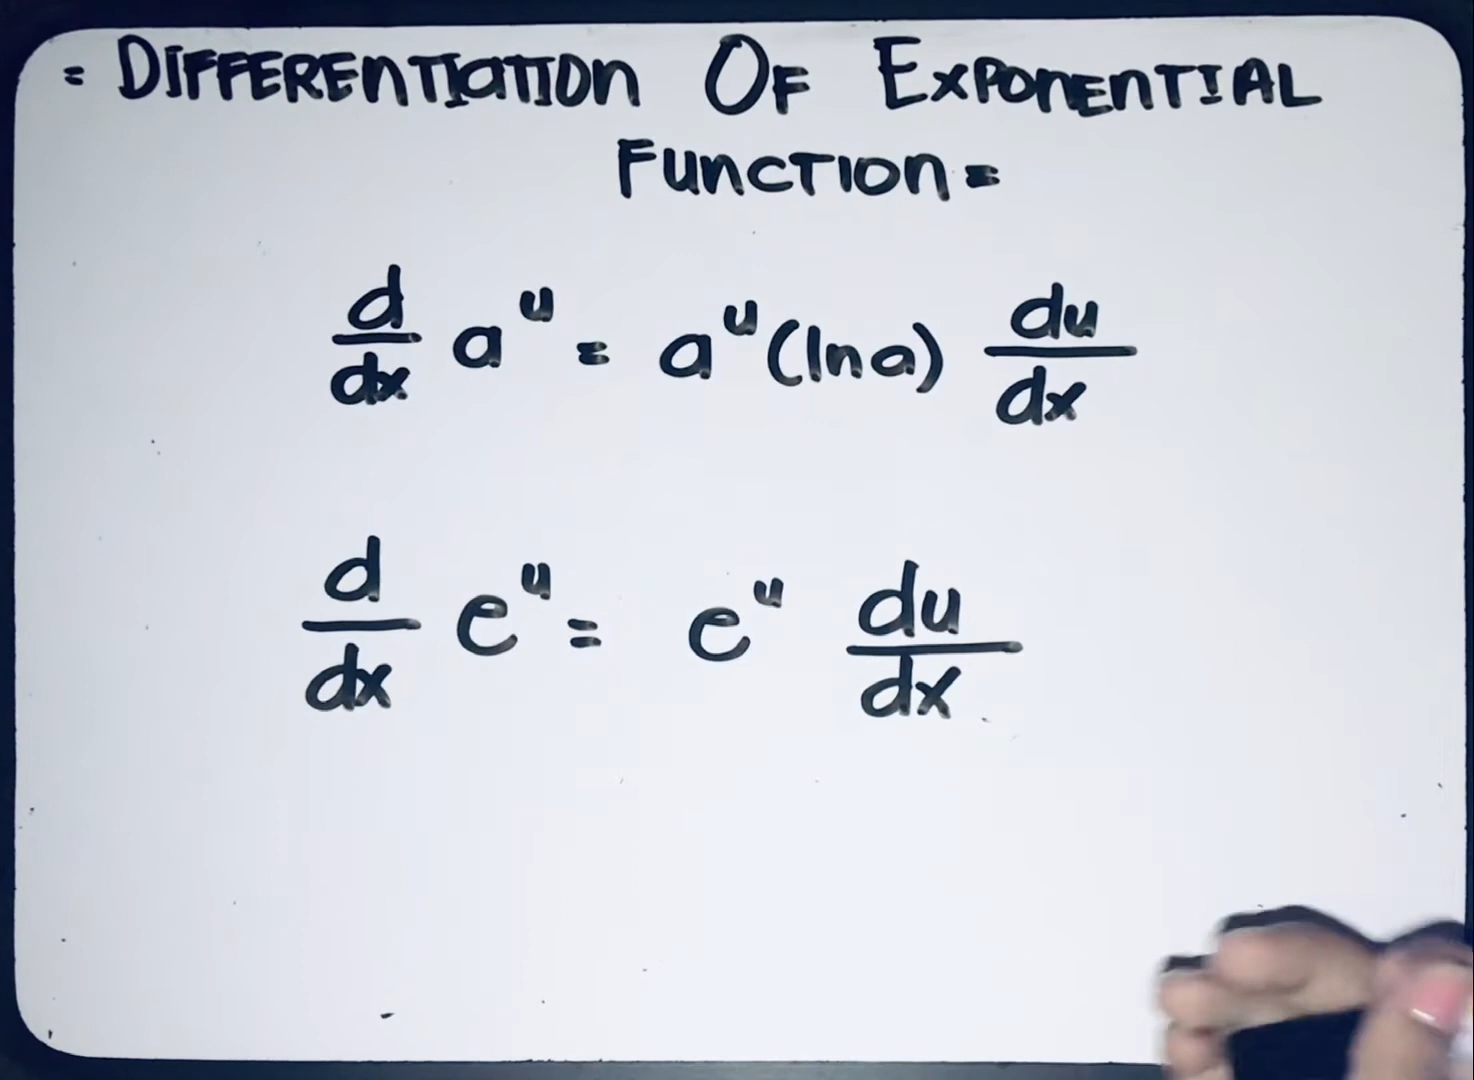 = DIFFERENTIATION OF EXPONENTIAL
FUNCTION =
d/dx a^u = a^u (ln a) du/dx
d/dx e^u = e^u du/dx